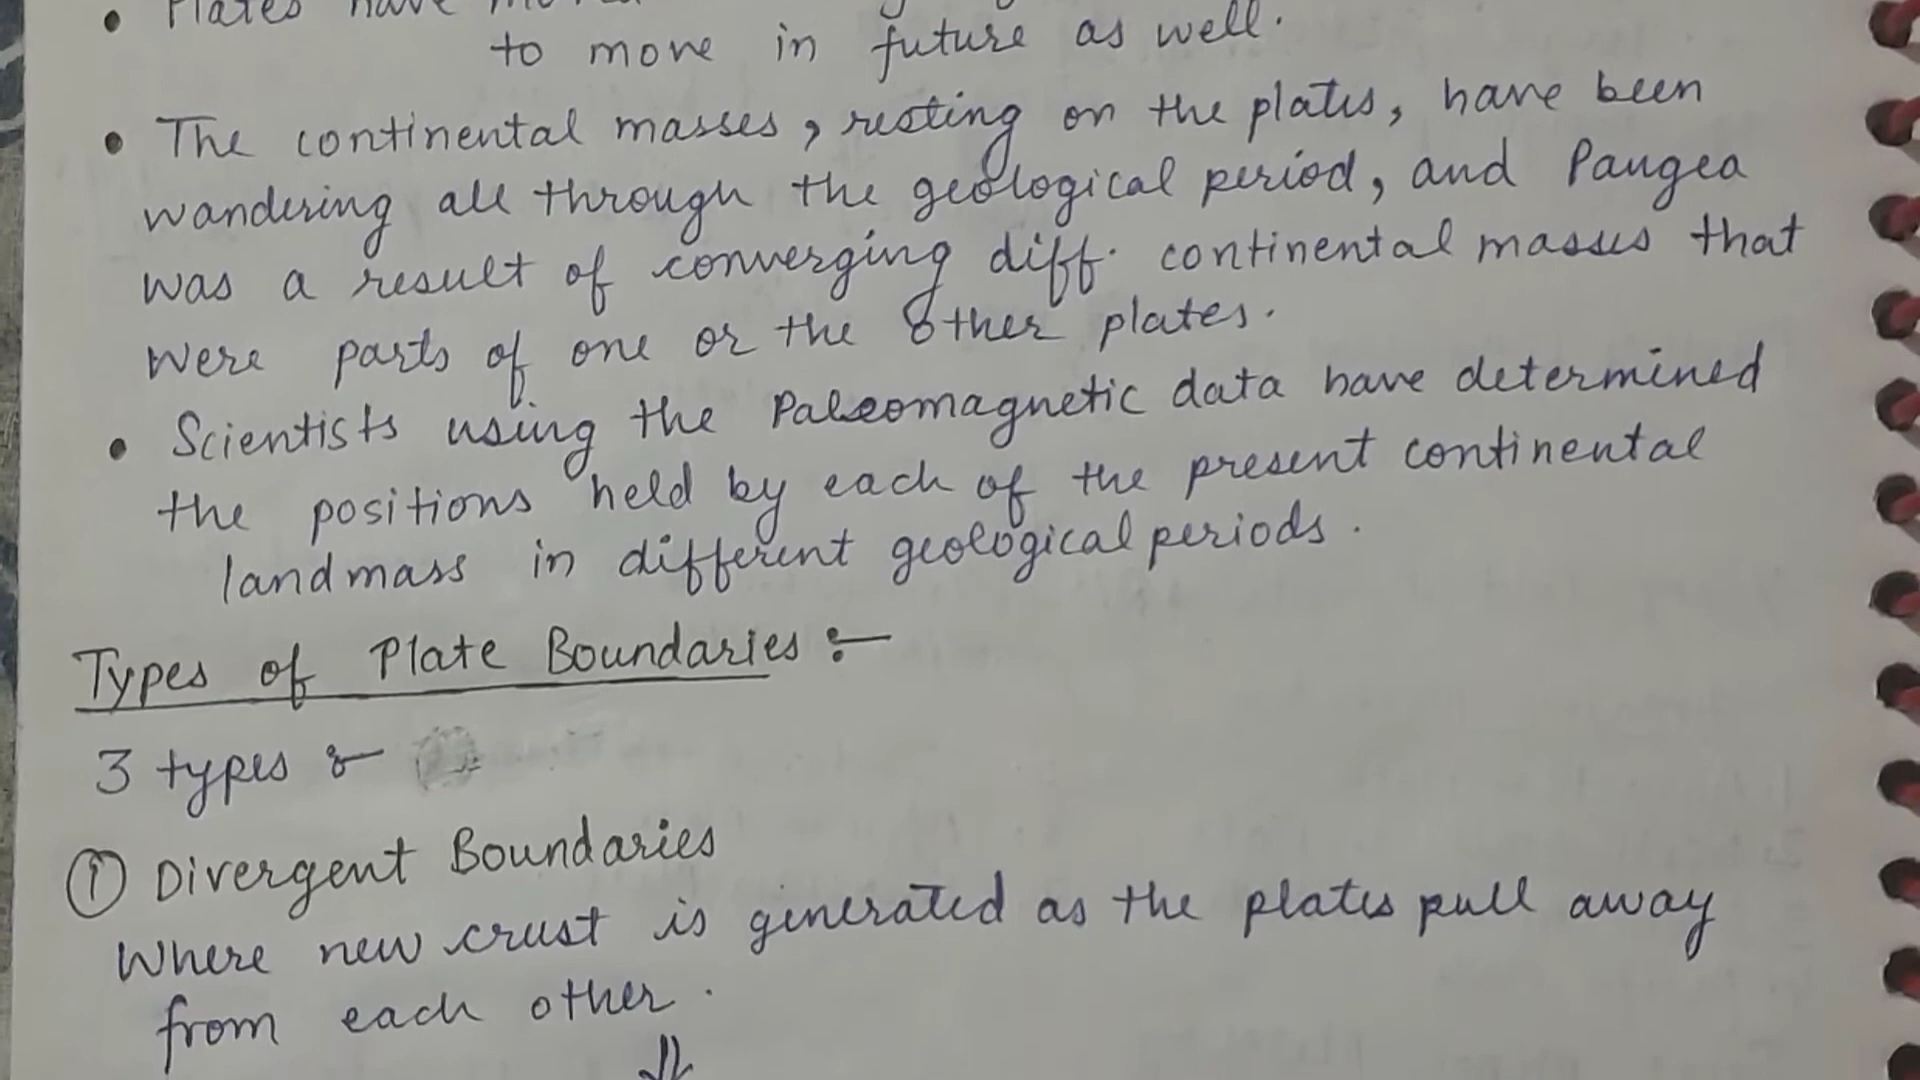 • Plates have
to move in future as well.
• The continental masses, resting on the plates, have been
wandering all through the geological period, and Pangea
was a result of converging diff. continental masses that
were parts of one or the other plates.
• Scientists using the Paleomagnetic data have determined
the positions held by each of the present continental
landmass in different geological periods.
Types of Plate Boundaries :-
3 types :-
① Divergent Boundaries
Where new crust is generated as the plates pull away
from each other.